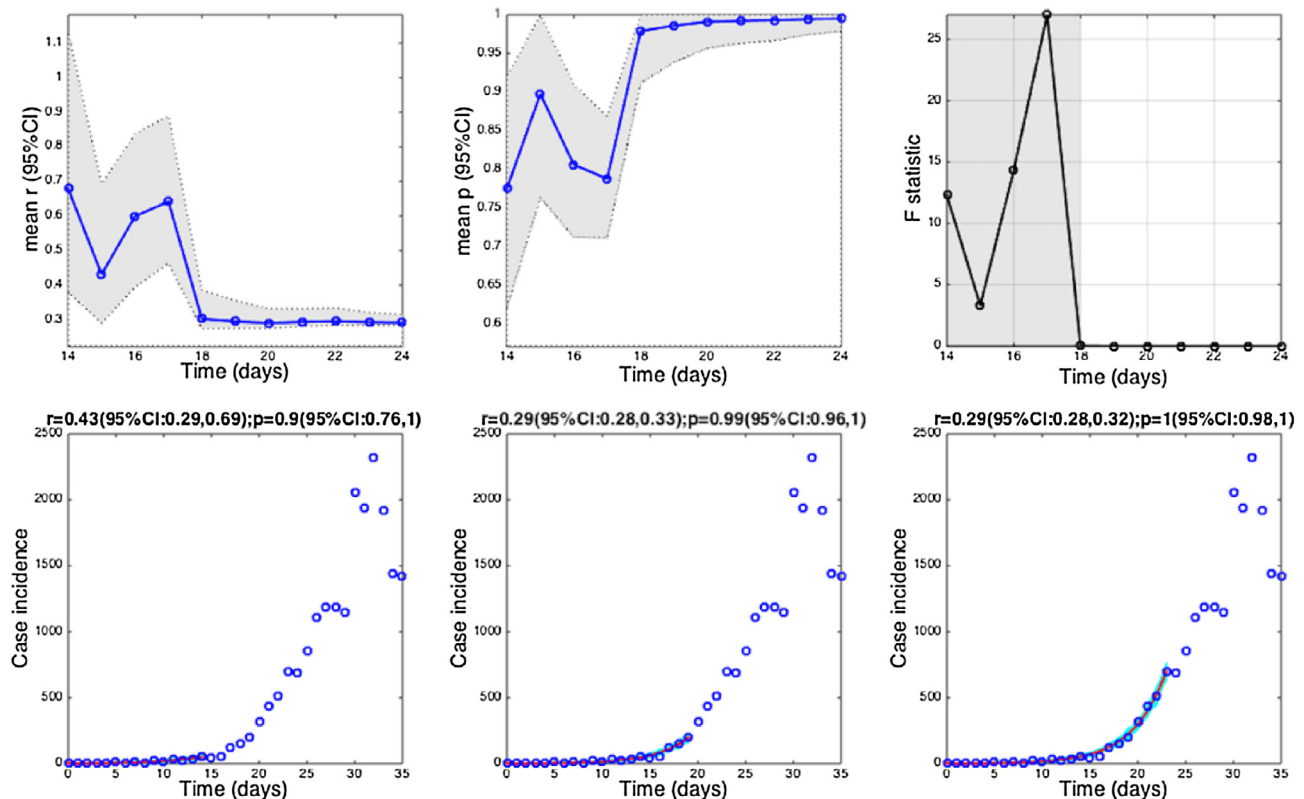 mean r (95%CI)
1.1
1
0.9
0.8
0.7
0.6
0.5
0.4
0.3
14 16 18 20 22 24
Time (days)
mean p (95%CI)
1
0.95
0.9
0.85
0.8
0.75
0.7
0.65
0.6
14 16 18 20 22 24
Time (days)
F statistic
25
20
15
10
5
0
14 16 18 20 22 24
Time (days)
r=0.43(95%CI:0.29,0.69);p=0.9(95%CI:0.76,1)
Case incidence
2500
2000
1500
1000
500
0
0 5 10 15 20 25 30 35
Time (days)
r=0.29(95%CI:0.28,0.33);p=0.99(95%CI:0.96,1)
Case incidence
2500
2000
1500
1000
500
0
0 5 10 15 20 25 30 35
Time (days)
r=0.29(95%CI:0.28,0.32);p=1(95%CI:0.98,1)
Case incidence
2500
2000
1500
1000
500
0
0 5 10 15 20 25 30 35
Time (days)